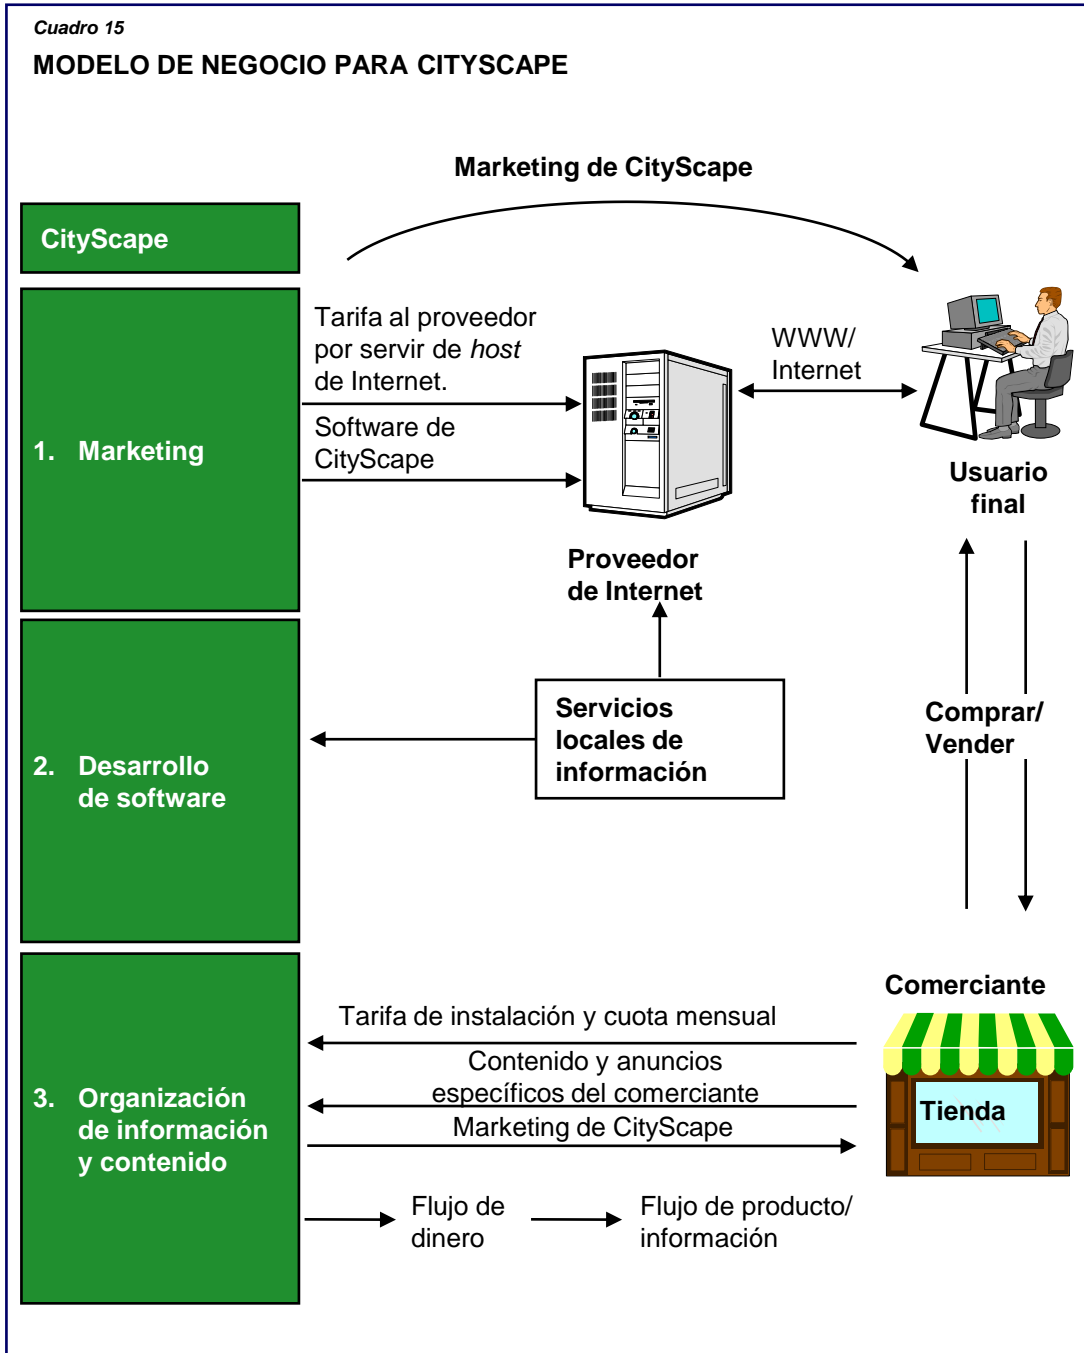 Cuadro 15
MODELO DE NEGOCIO PARA CITYSCAPE
Marketing de CityScape
CityScape
1. Marketing
Tarifa al proveedor
por servir de host
de Internet.
Software de
CityScape
WWW/
Internet
Usuario
final
Proveedor
de Internet
2. Desarrollo
de software
Servicios
locales de
información
Comprar/
Vender
3. Organización
de información
y contenido
Comerciante
Tarifa de instalación y cuota mensual
Contenido y anuncios
específicos del comerciante
Marketing de CityScape
Tienda
Flujo de
dinero
Flujo de producto/
información